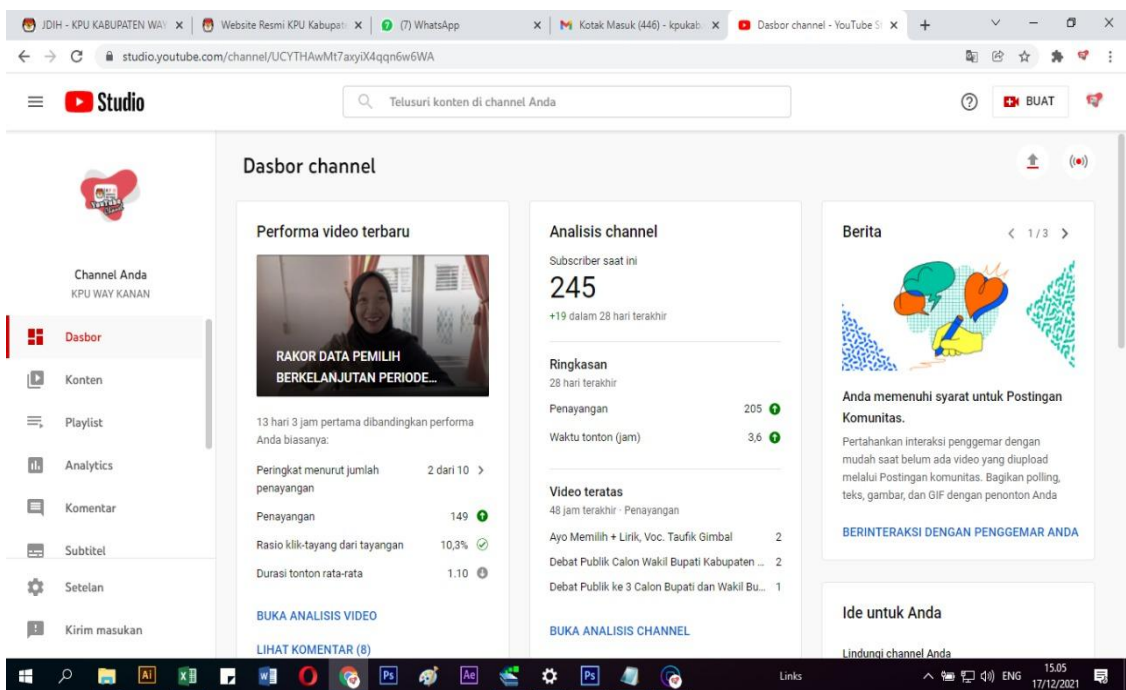 JDIH - KPU KABUPATEN WAY
Website Resmi KPU Kabupate
(7) WhatsApp
Kotak Masuk (446) - kpukab.
Dasbor channel - YouTube St
studio.youtube.com/channel/UCYTHAwMt7axyiX4qqn6w6WA
Studio
Telusuri konten di channel Anda
BUAT
Dasbor channel
Channel Anda
KPU WAY KANAN
Dasbor
Konten
Playlist
Analytics
Komentar
Subtitel
Setelan
Kirim masukan
Performa video terbaru
RAKOR DATA PEMILIH
BERKELANJUTAN PERIODE...
13 hari 3 jam pertama dibandingkan performa
Anda biasanya:
Peringkat menurut jumlah 2 dari 10
penayangan
Penayangan 149
Rasio klik-tayang dari tayangan 10,3%
Durasi tonton rata-rata 1.10
BUKA ANALISIS VIDEO
LIHAT KOMENTAR (8)
Analisis channel
Subscriber saat ini
245
+19 dalam 28 hari terakhir
Ringkasan
28 hari terakhir
Penayangan 205
Waktu tonton (jam) 3,6
Video teratas
48 jam terakhir · Penayangan
Ayo Memilih + Lirik, Voc. Taufik Gimbal 2
Debat Publik Calon Wakil Bupati Kabupaten ... 2
Debat Publik ke 3 Calon Bupati dan Wakil Bu... 1
BUKA ANALISIS CHANNEL
Berita
1/3
Anda memenuhi syarat untuk Postingan
Komunitas.
Pertahankan interaksi penggemar dengan
mudah saat belum ada video yang diupload
melalui Postingan komunitas. Bagikan polling,
teks, gambar, dan GIF dengan penonton Anda
BERINTERAKSI DENGAN PENGGEMAR ANDA
Ide untuk Anda
Lindungi channel Anda
Links
ENG
15.05
17/12/2021